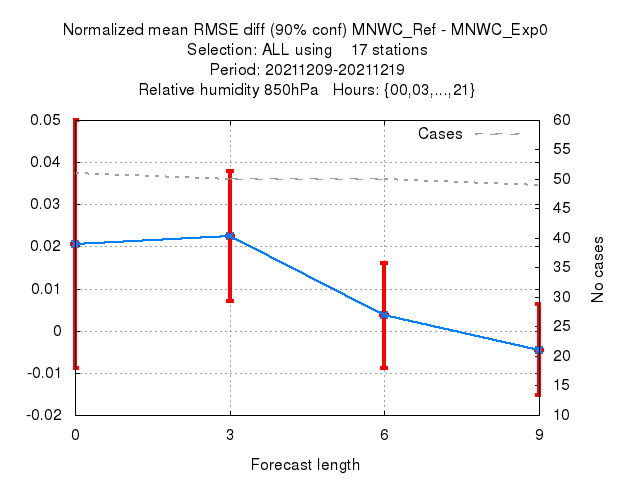 Normalized mean RMSE diff (90% conf) MNWC_Ref - MNWC_Exp0
Selection: ALL using 17 stations
Period: 20211209-20211219
Relative humidity 850hPa Hours: {00,03,...,21}
Cases
0.05
0.04
0.03
0.02
0.01
0
-0.01
-0.02
60
55
50
45
40
35
30
25
20
15
10
No cases
0 3 6 9
Forecast length